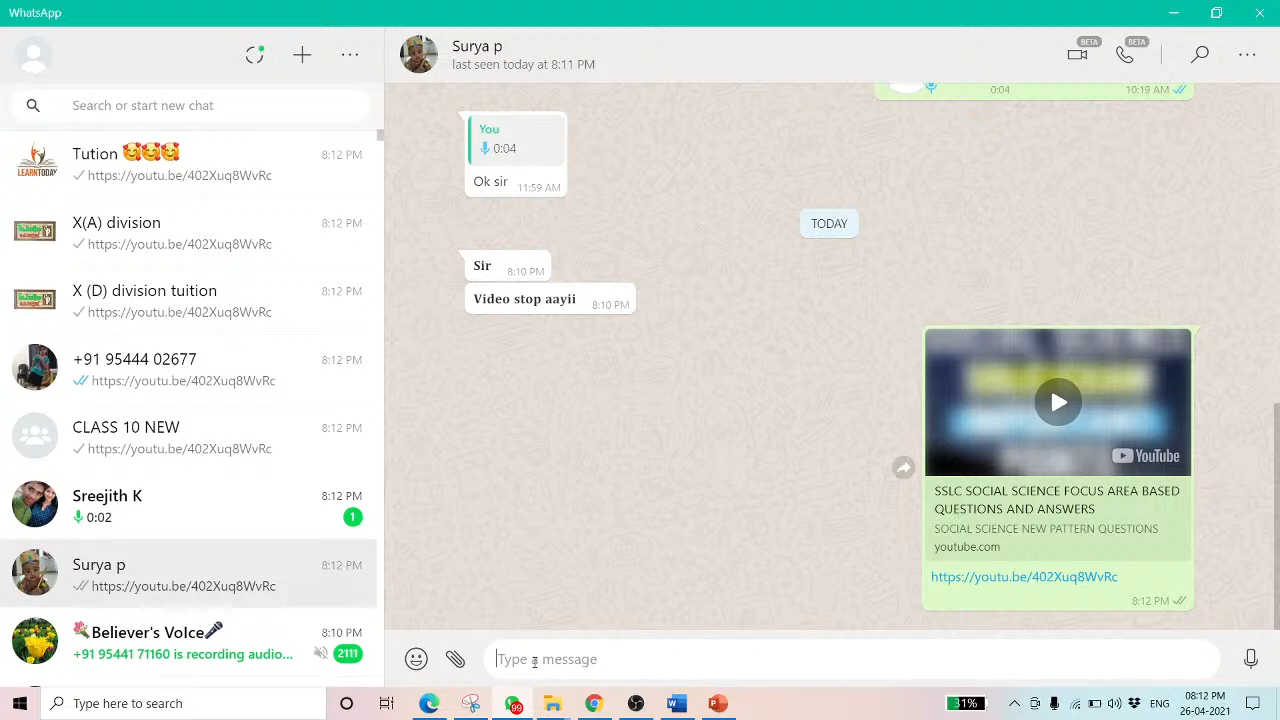 WhatsApp
Search or start new chat
Tution 🥰🥰🥰 8:12 PM
https://youtu.be/402Xuq8WvRc
LEARNTODAY
X(A) division 8:12 PM
https://youtu.be/402Xuq8WvRc
X (D) division tuition 8:12 PM
https://youtu.be/402Xuq8WvRc
+91 95444 02677 8:12 PM
https://youtu.be/402Xuq8WvRc
CLASS 10 NEW 8:12 PM
https://youtu.be/402Xuq8WvRc
Sreejith K 8:12 PM
0:02 1
Surya p 8:12 PM
https://youtu.be/402Xuq8WvRc
🌷Believer's VoIce🎤 8:10 PM
+91 95441 71160 is recording audio... 2111
Surya p
last seen today at 8:11 PM
BETA BETA
0:04 10:19 AM
You
0:04
Ok sir 11:59 AM
TODAY
Sir 8:10 PM
Video stop aayii 8:10 PM
YouTube
SSLC SOCIAL SCIENCE FOCUS AREA BASED
QUESTIONS AND ANSWERS
SOCIAL SCIENCE NEW PATTERN QUESTIONS
youtube.com
https://youtu.be/402Xuq8WvRc
8:12 PM
Type a message
Type here to search
99
31%
ENG
08:12 PM
26-04-2021